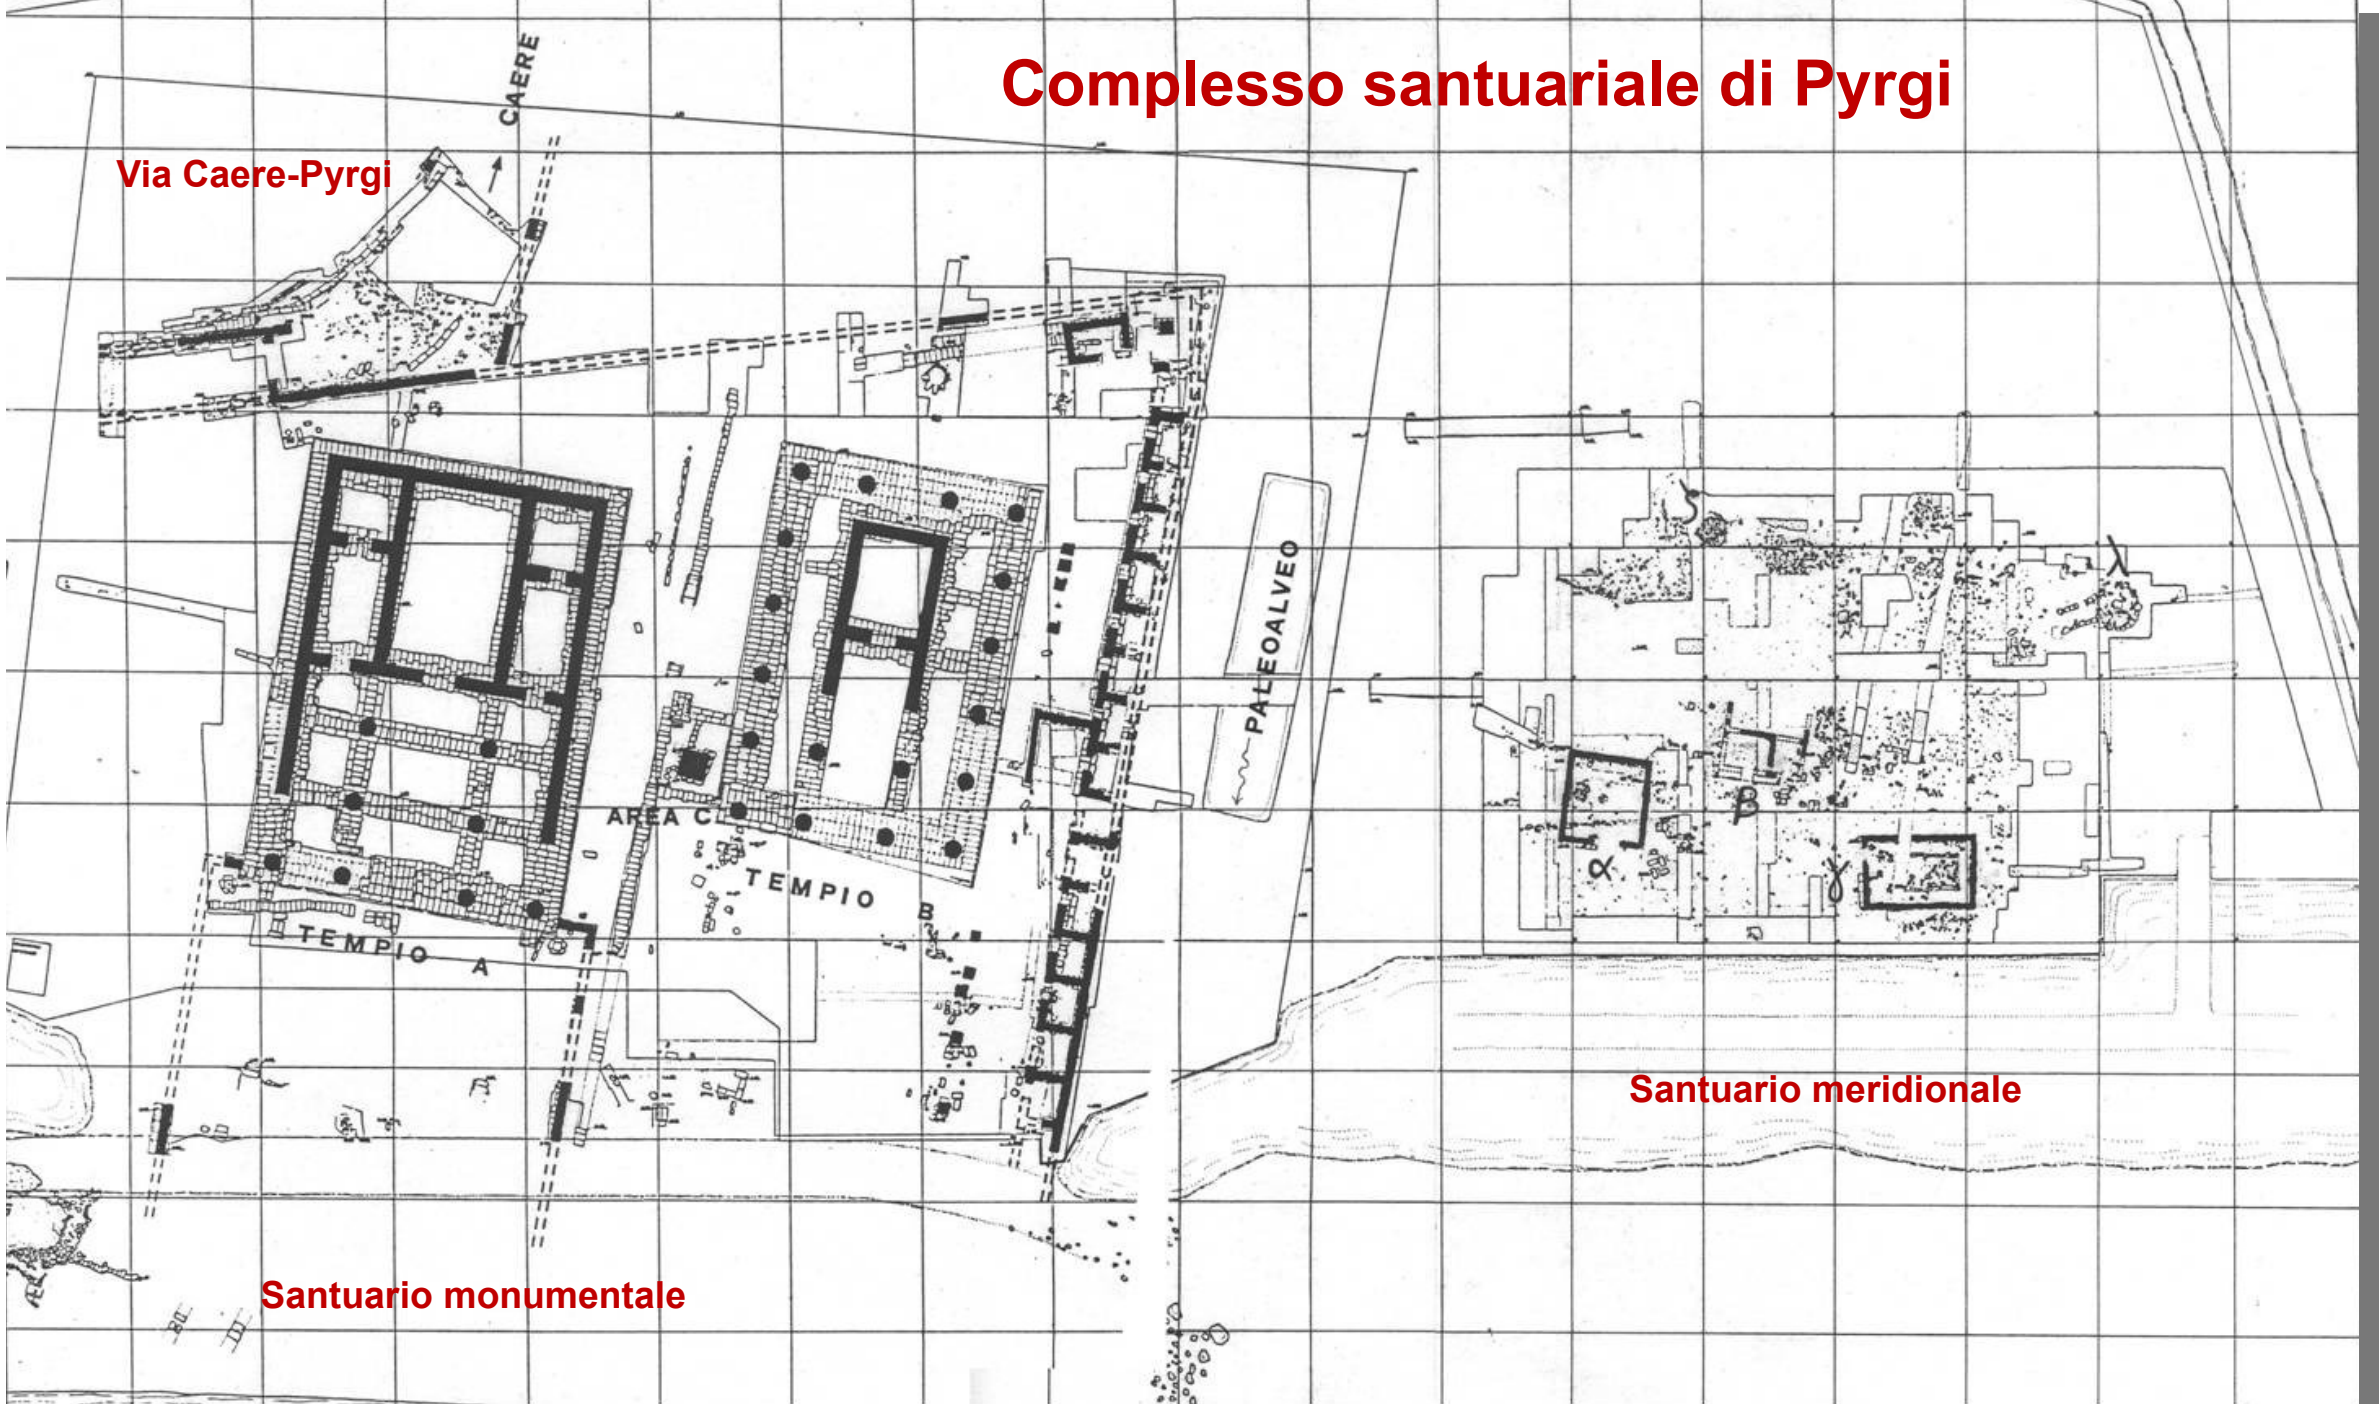 Complesso santuariale di Pyrgi
CAERE
Via Caere-Pyrgi
PALEOALVEO
ς
λ
AREA C
TEMPIO B
TEMPIO A
α
β
γ
Santuario meridionale
Santuario monumentale